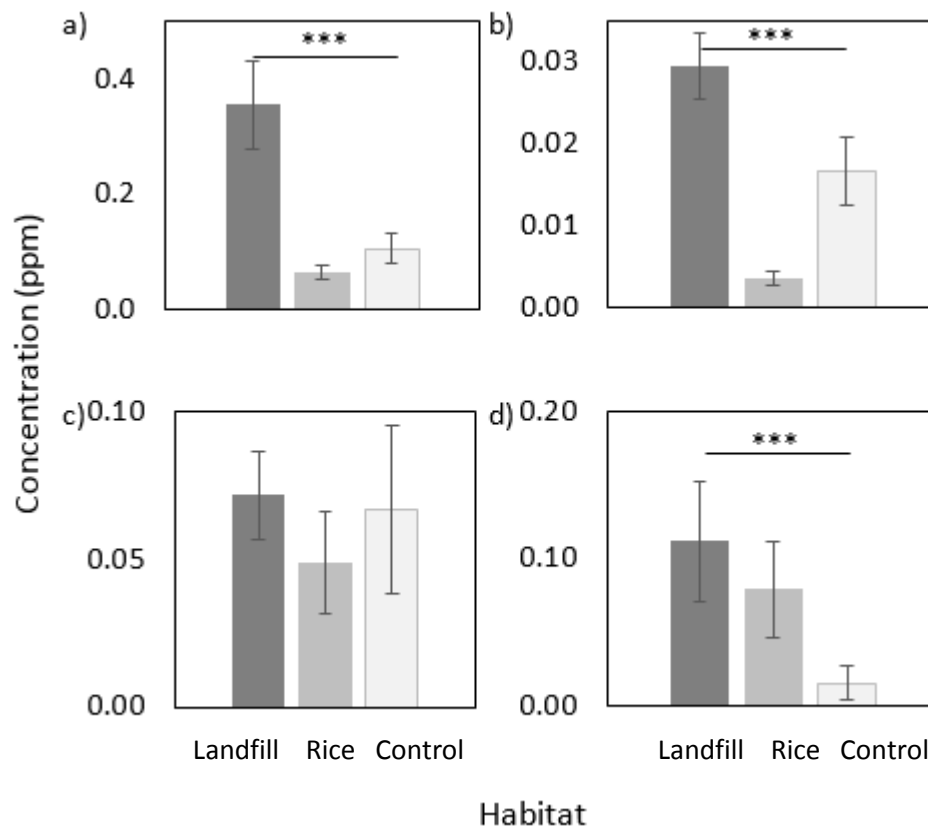 a)
***
0.4
0.2
0.0
b)
***
0.03
0.02
0.01
0.00
Concentration (ppm)
c)
0.10
0.05
0.00
d)
***
0.20
0.10
0.00
Landfill Rice Control
Landfill Rice Control
Habitat